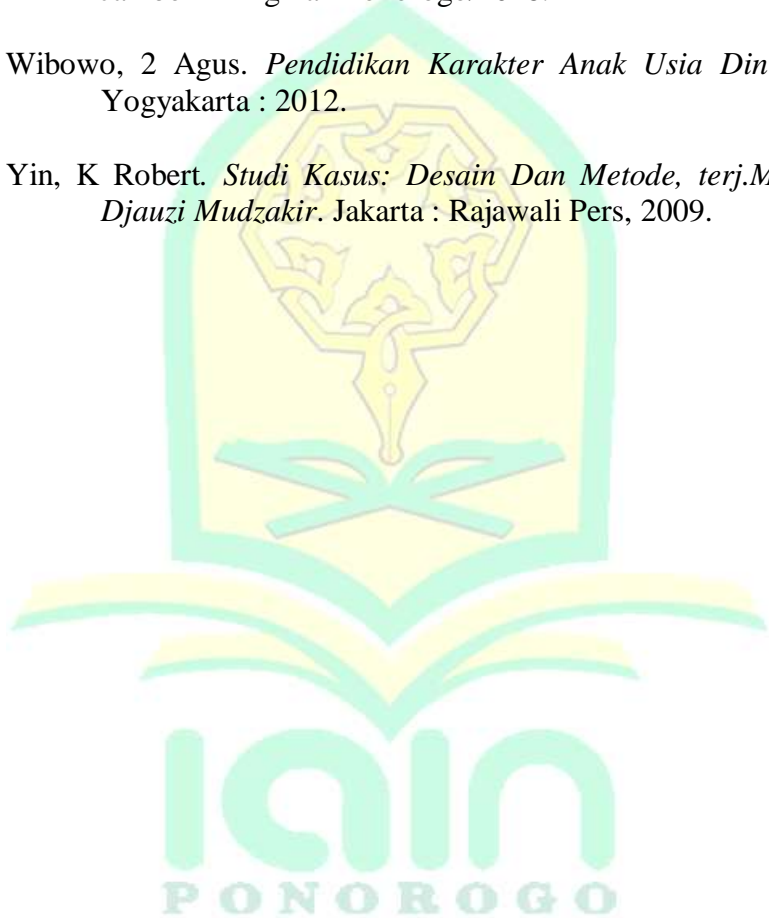 Wibowo, 2 Agus. Pendidikan Karakter Anak Usia Din
Yogyakarta : 2012.
Yin, K Robert. Studi Kasus: Desain Dan Metode, terj.M
Djauzi Mudzakir. Jakarta : Rajawali Pers, 2009.
iain
PONOROGO